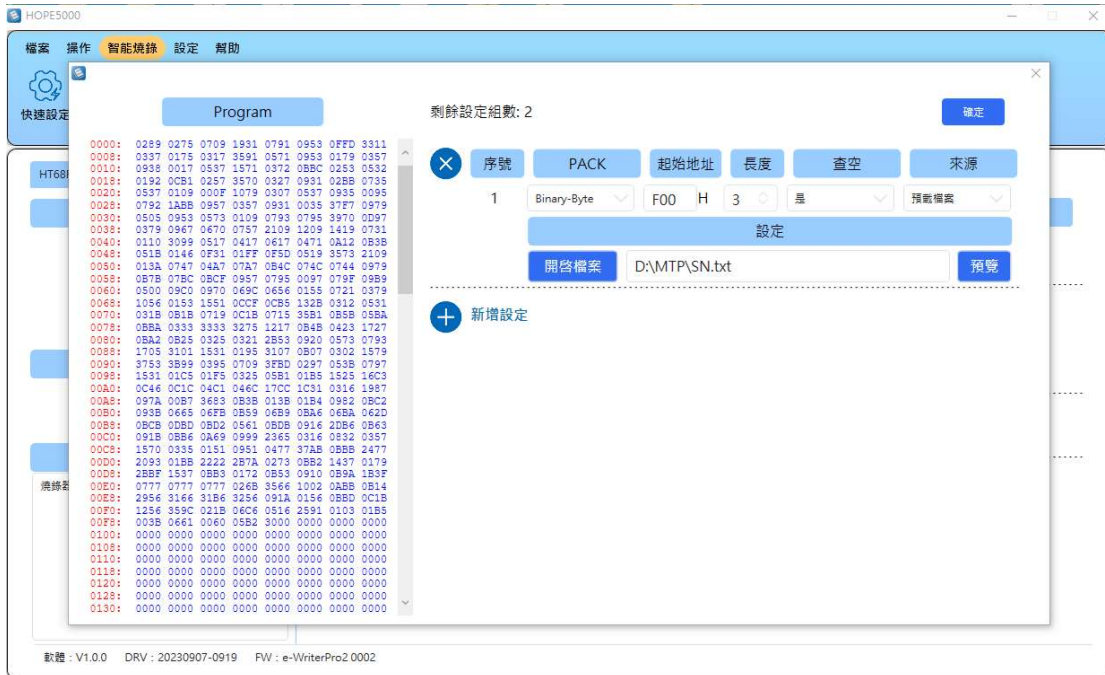 HOPE5000
檔案 操作 智能燒錄 設定 幫助
快速設定
Program
剩餘設定組數: 2
確定
0000: 0289 0275 0709 1931 0791 0953 0FFD 3311
0008: 0337 0175 0317 3591 0571 0953 0179 0357
0010: 0938 0017 0537 1571 0372 0BBC 0253 0532
0018: 0192 0CB1 0257 3570 0327 0931 02BB 0735
0020: 0537 0109 000F 1079 0307 0537 0935 0095
0028: 0792 1ABB 0957 0357 0931 0035 37F7 0979
0030: 0505 0953 0573 0109 0793 0795 3970 0D97
0038: 0379 0967 0670 0757 2109 1209 1419 0731
0040: 0110 3099 0517 0417 0617 0471 0A12 0B3B
0048: 051B 0146 0F31 01FF 0F5D 0519 3573 2109
0050: 013A 0747 04A7 07A7 0B4C 074C 0744 0979
0058: 0B7B 07BC 0BCF 0957 0795 0097 079F 09B9
0060: 0500 09C0 0970 069C 0656 0155 0721 0379
0068: 1056 0153 1551 0CCF 0CB5 132B 0312 0531
0070: 031B 0B1B 0719 0C1B 0715 35B1 0B5B 05BA
0078: 0BBA 0333 3333 3275 1217 0B4B 0423 1727
0080: 0BA2 0B25 0325 0321 2B53 0920 0573 0793
0088: 1705 3101 1531 0195 3107 0B07 0302 1579
0090: 3753 3B99 0395 0709 3FBD 0297 053B 0797
0098: 1531 01C5 01F5 0325 05B1 01B5 1525 16C3
00A0: 0C46 0C1C 04C1 046C 17CC 1C31 0316 1987
00A8: 097A 00B7 3683 0B3B 013B 01B4 0982 0BC2
00B0: 093B 0665 06FB 0B59 06B9 0BA6 06BA 062D
00B8: 0BCB 0DBD 0BD2 0561 0BDB 0916 2DB6 0B63
00C0: 091B 0BB6 0A69 0999 2365 0316 0832 0357
00C8: 1570 0335 0151 0951 0477 37AB 0BBB 2477
00D0: 2093 01BB 2222 2B7A 0273 0BB2 1437 0179
00D8: 2BBF 1537 0BB3 0172 0B53 0910 0B9A 1B3F
00E0: 0777 0777 0777 026B 3566 1002 0ABB 0B14
00E8: 2956 3166 31B6 3256 091A 0156 0BBD 0C1B
00F0: 1256 359C 021B 06C6 0516 2591 0103 01B5
00F8: 003B 0661 0060 05B2 3000 0000 0000 0000
0100: 0000 0000 0000 0000 0000 0000 0000 0000
0108: 0000 0000 0000 0000 0000 0000 0000 0000
0110: 0000 0000 0000 0000 0000 0000 0000 0000
0118: 0000 0000 0000 0000 0000 0000 0000 0000
0120: 0000 0000 0000 0000 0000 0000 0000 0000
0128: 0000 0000 0000 0000 0000 0000 0000 0000
0130: 0000 0000 0000 0000 0000 0000 0000 0000
序號 PACK 起始地址 長度 查空 來源
1 Binary-Byte F00 H 3 是 預載檔案
設定
開啓檔案 D:\MTP\SN.txt 預覽
新增設定
軟體 : V1.0.0 DRV : 20230907-0919 FW : e-WriterPro2 0002